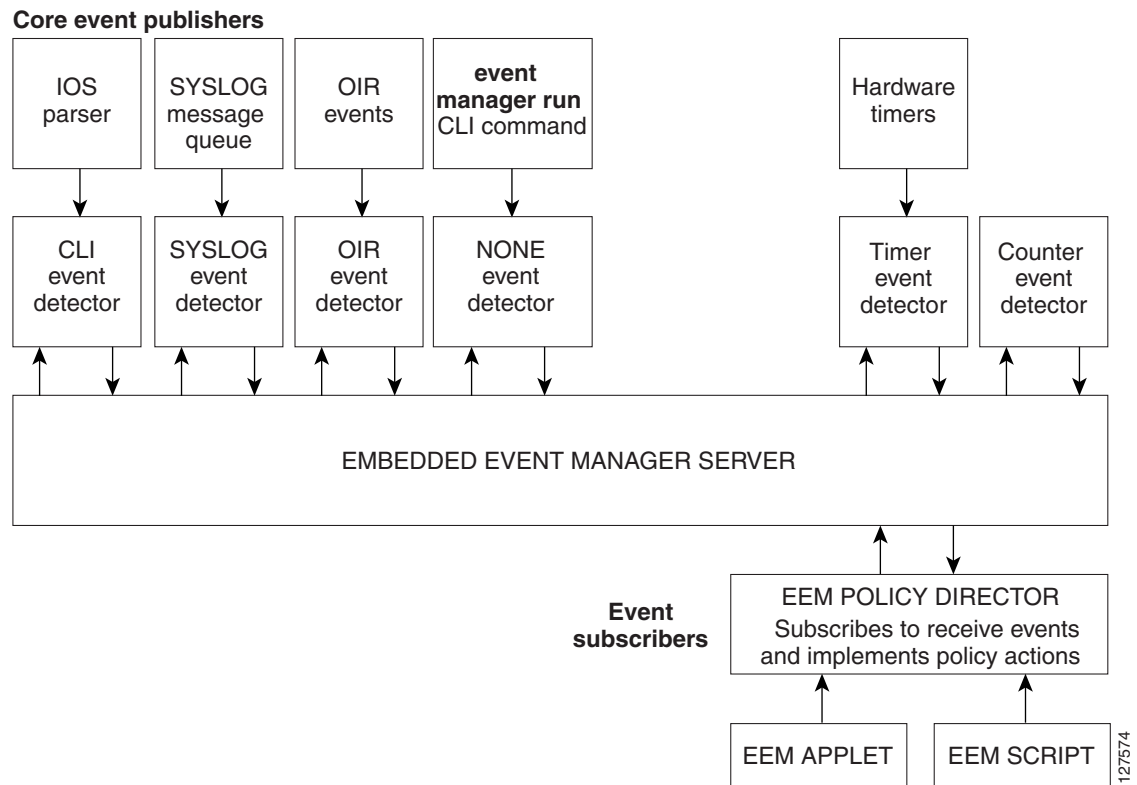 Core event publishers
IOS
parser
SYSLOG
message
queue
OIR
events
event
manager run
CLI command
Hardware
timers
CLI
event
detector
SYSLOG
event
detector
OIR
event
detector
NONE
event
detector
Timer
event
detector
Counter
event
detector
EMBEDDED EVENT MANAGER SERVER
Event
subscribers
EEM POLICY DIRECTOR
Subscribes to receive events
and implements policy actions
EEM APPLET
EEM SCRIPT
127574